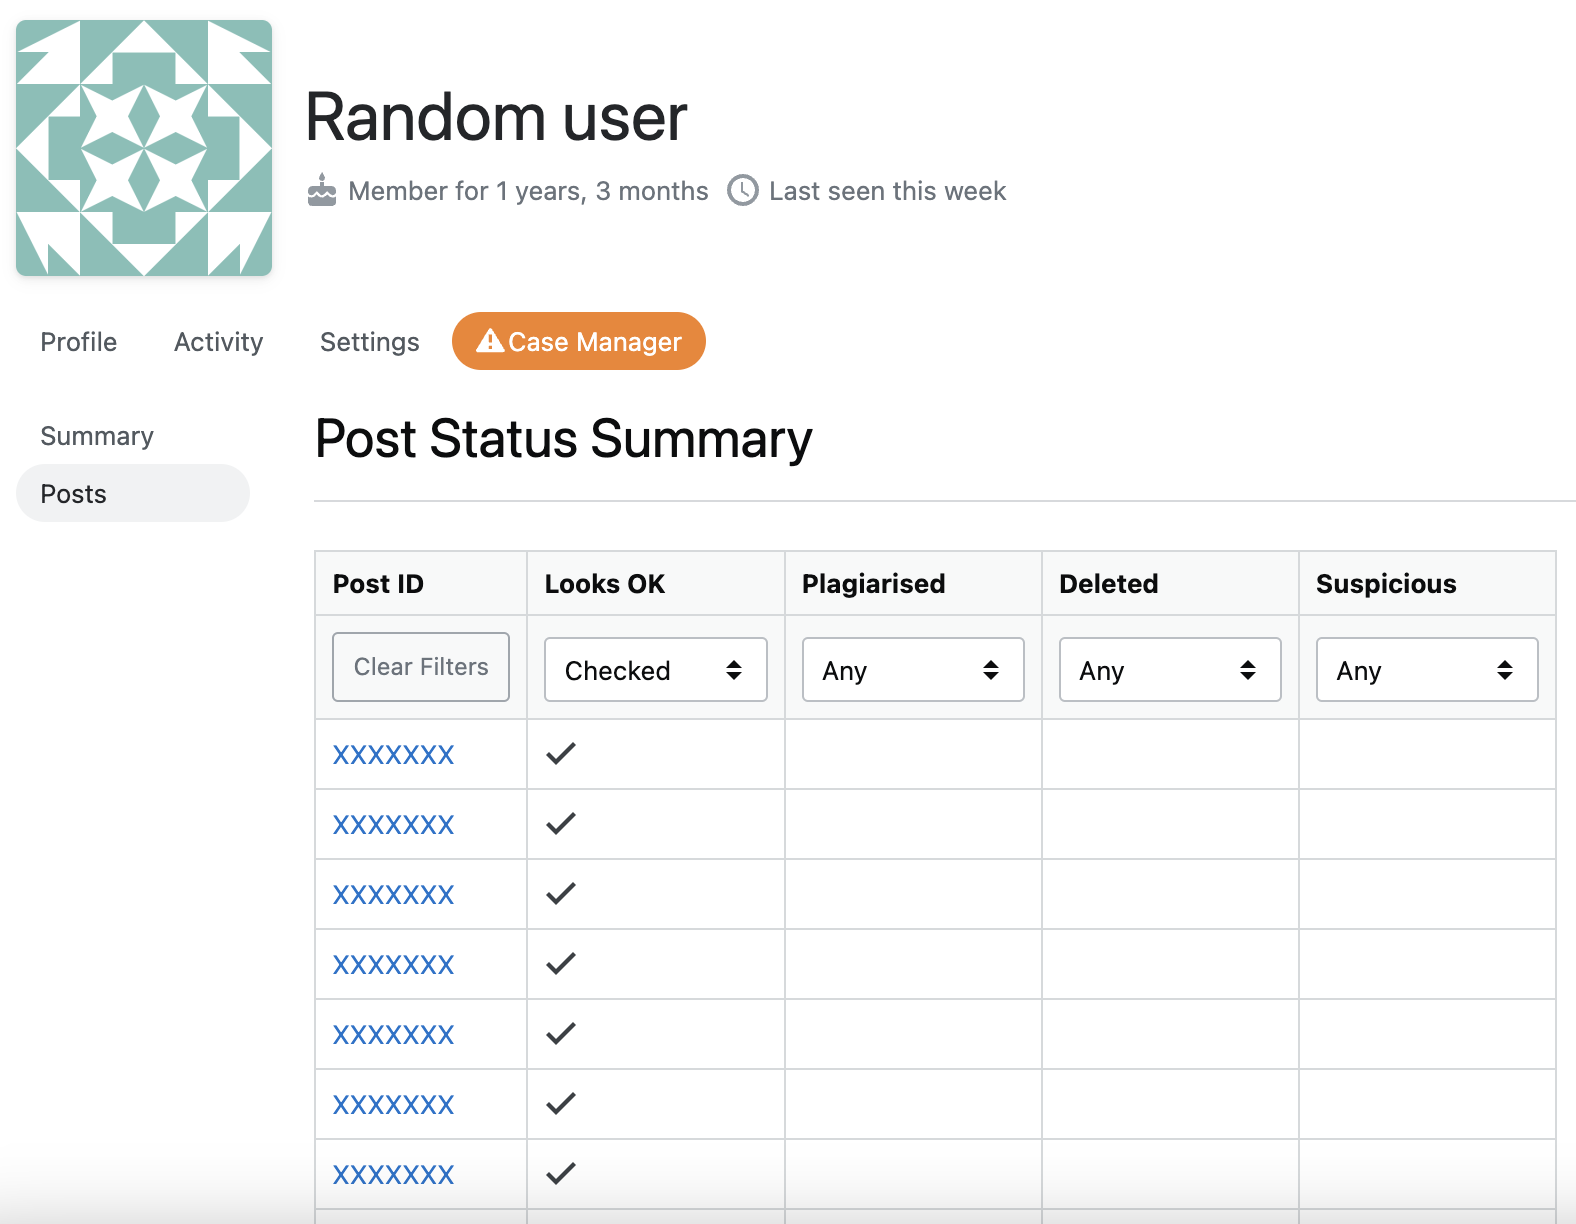 Random user
Member for 1 years, 3 months Last seen this week
Profile Activity Settings Case Manager
Summary
Posts
Post Status Summary
Post ID Looks OK Plagiarised Deleted Suspicious
Clear Filters Checked Any Any Any
XXXXXXX
XXXXXXX
XXXXXXX
XXXXXXX
XXXXXXX
XXXXXXX
XXXXXXX